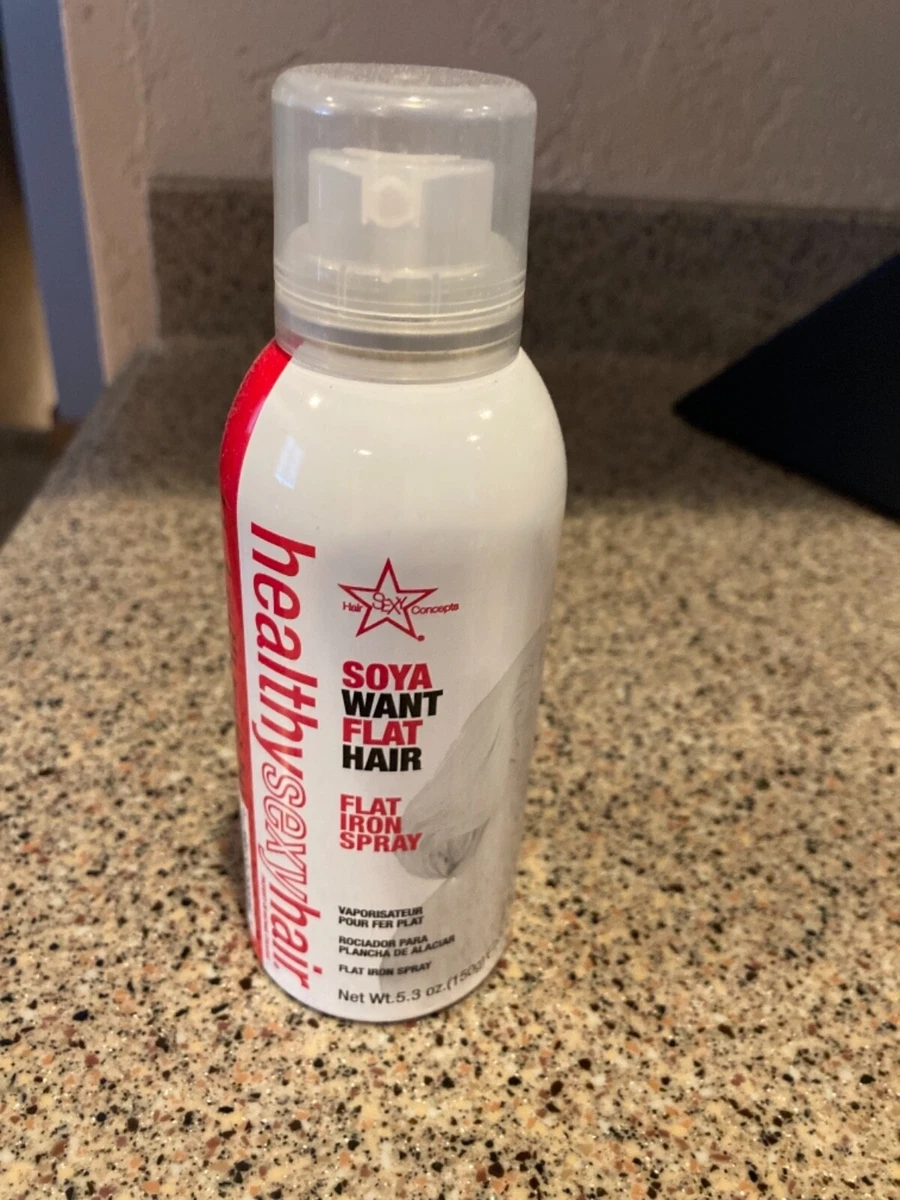 healthysexyhair
Hair SEXY Concepts
SOYA
WANT
FLAT
HAIR
FLAT
IRON
SPRAY
VAPORISATEUR
POUR FER PLAT
ROCIADOR PARA
PLANCHA DE ALACIAR
FLAT IRON SPRAY
Net Wt.5.3 oz.(150g)